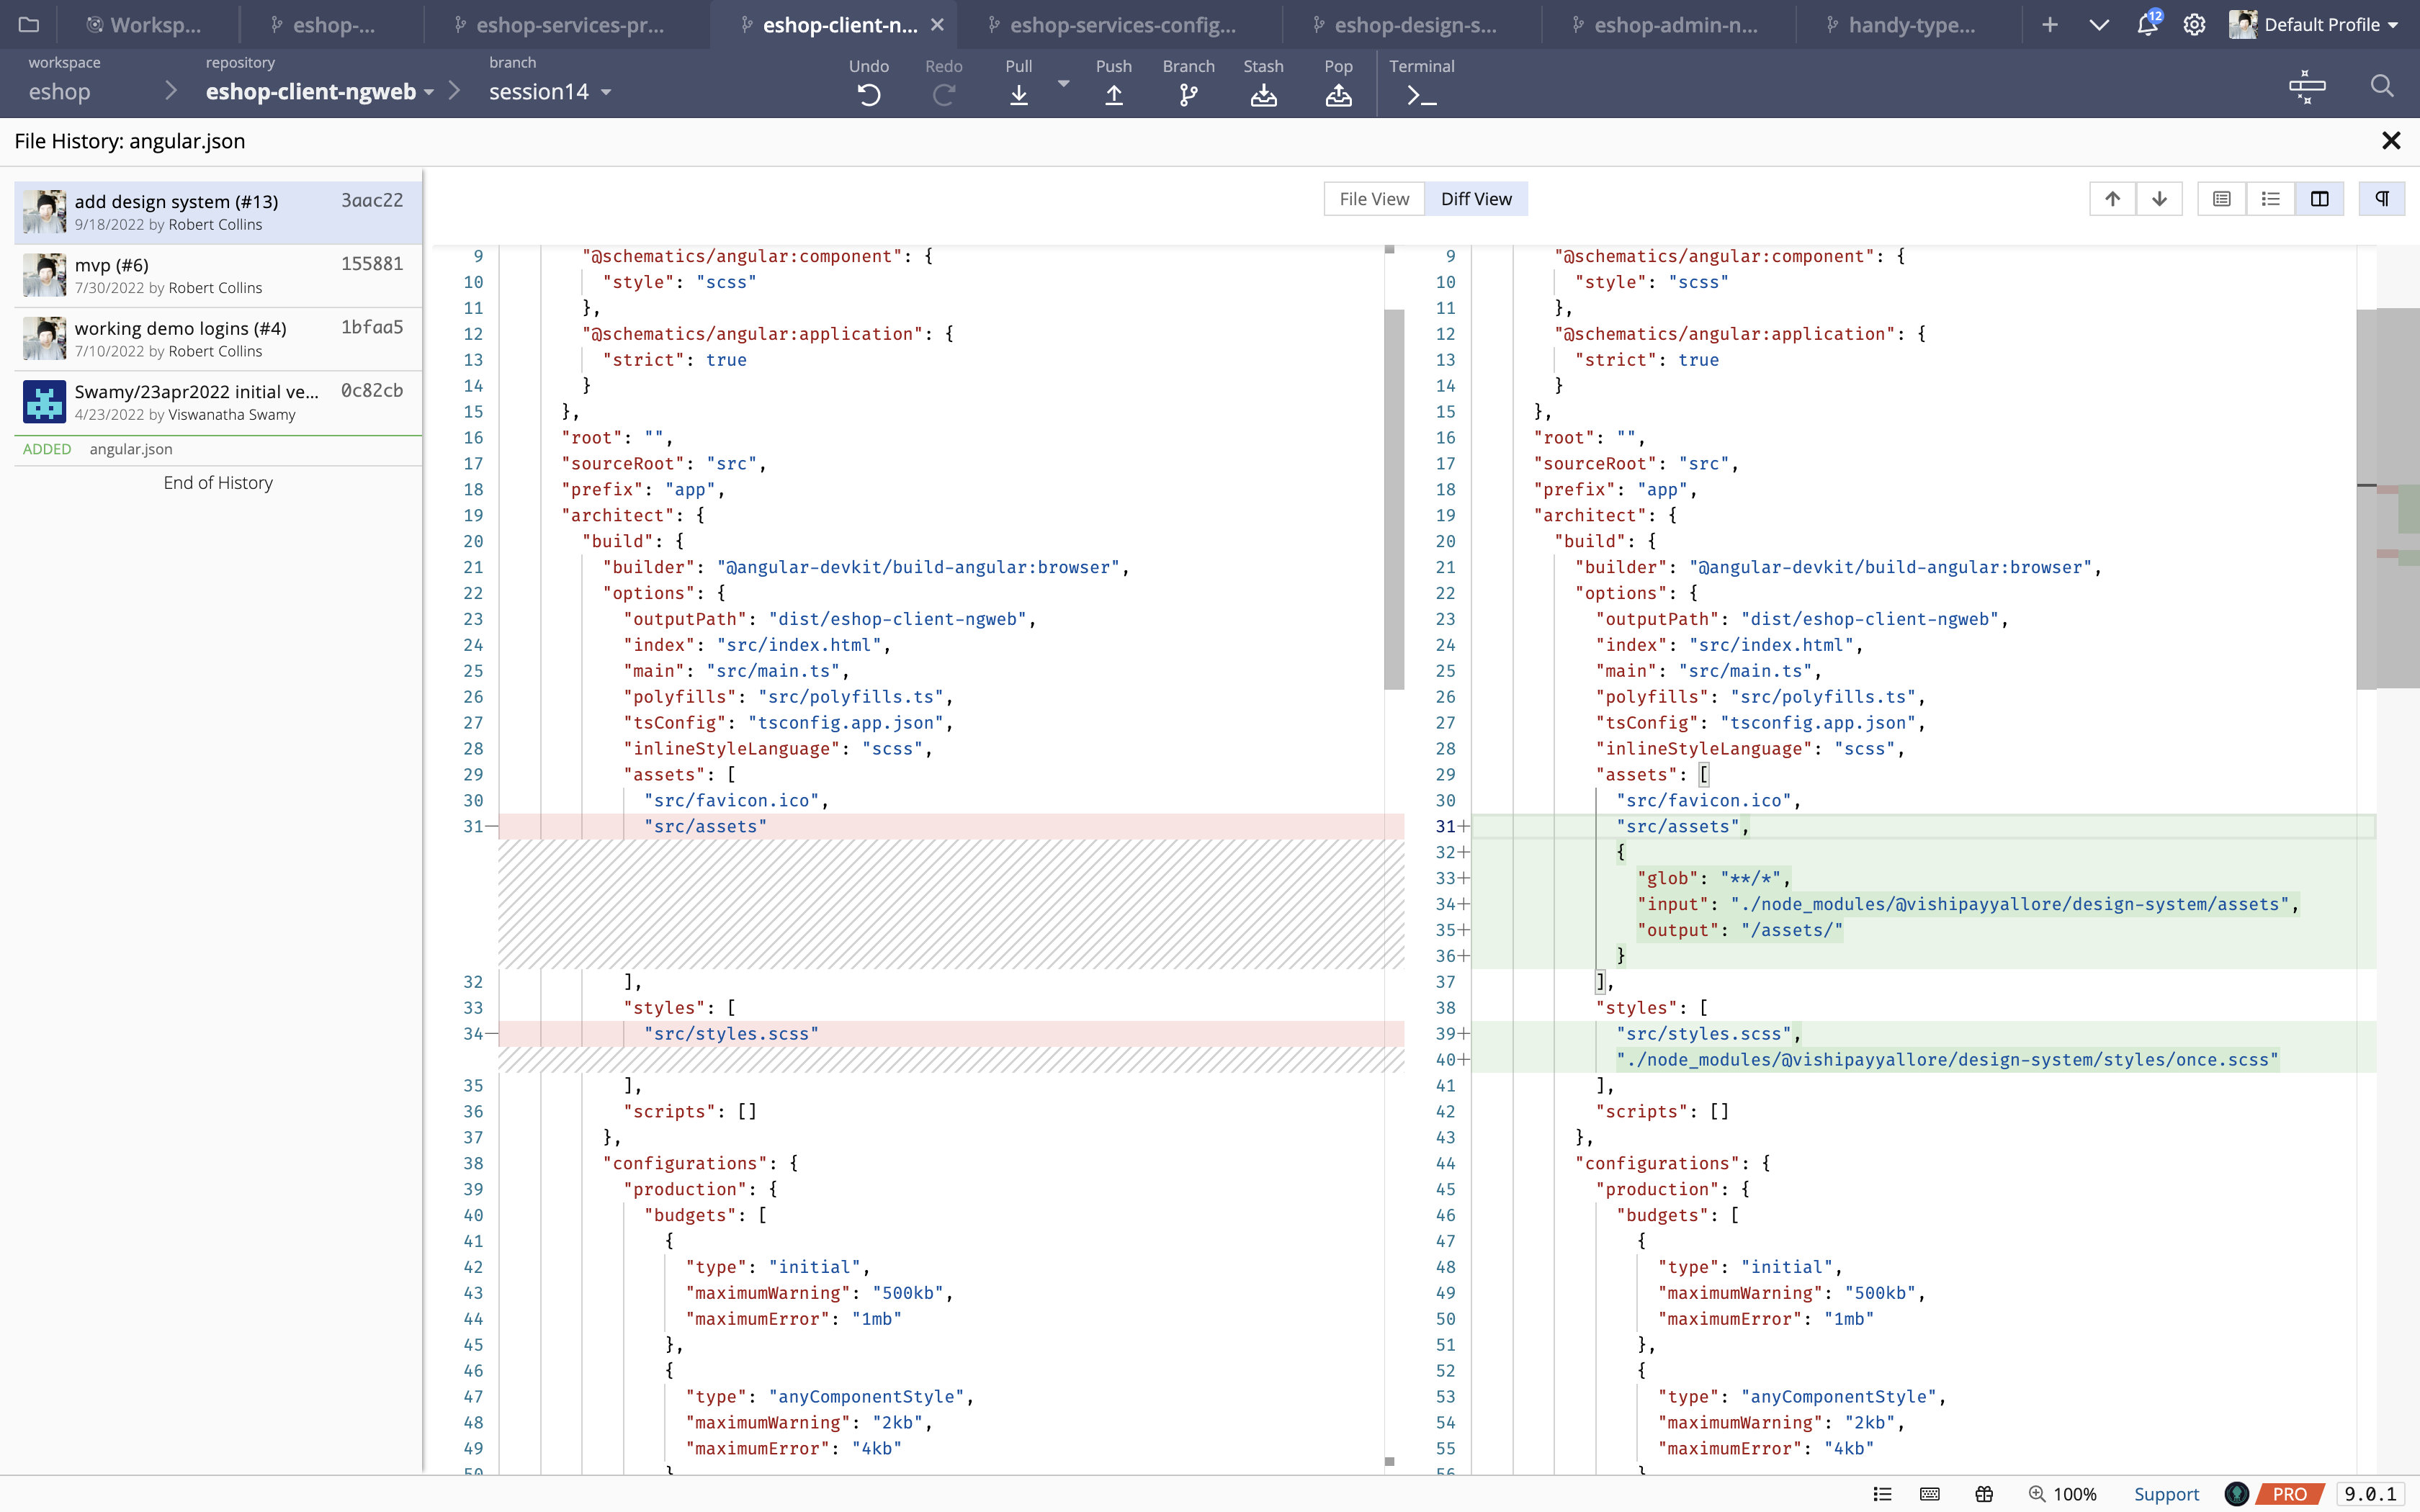 Worksp...
eshop-...
eshop-services-pr...
eshop-client-n...
eshop-services-config...
eshop-design-s...
eshop-admin-n...
handy-type...
12
Default Profile
workspace
repository
branch
Undo
Redo
Pull
Push
Branch
Stash
Pop
Terminal
eshop
eshop-client-ngweb
session14
File History: angular.json
File View
Diff View
add design system (#13) 3aac22
9/18/2022 by Robert Collins
mvp (#6) 155881
7/30/2022 by Robert Collins
working demo logins (#4) 1bfaa5
7/10/2022 by Robert Collins
Swamy/23apr2022 initial ve... 0c82cb
4/23/2022 by Viswanatha Swamy
ADDED angular.json
End of History
9 "@schematics/angular:component": {
10 "style": "scss"
11 },
12 "@schematics/angular:application": {
13 "strict": true
14 }
15 },
16 "root": "",
17 "sourceRoot": "src",
18 "prefix": "app",
19 "architect": {
20 "build": {
21 "builder": "@angular-devkit/build-angular:browser",
22 "options": {
23 "outputPath": "dist/eshop-client-ngweb",
24 "index": "src/index.html",
25 "main": "src/main.ts",
26 "polyfills": "src/polyfills.ts",
27 "tsConfig": "tsconfig.app.json",
28 "inlineStyleLanguage": "scss",
29 "assets": [
30 "src/favicon.ico",
31— "src/assets"
32 ],
33 "styles": [
34— "src/styles.scss"
35 ],
36 "scripts": []
37 },
38 "configurations": {
39 "production": {
40 "budgets": [
41 {
42 "type": "initial",
43 "maximumWarning": "500kb",
44 "maximumError": "1mb"
45 },
46 {
47 "type": "anyComponentStyle",
48 "maximumWarning": "2kb",
49 "maximumError": "4kb"
50 }
9 "@schematics/angular:component": {
10 "style": "scss"
11 },
12 "@schematics/angular:application": {
13 "strict": true
14 }
15 },
16 "root": "",
17 "sourceRoot": "src",
18 "prefix": "app",
19 "architect": {
20 "build": {
21 "builder": "@angular-devkit/build-angular:browser",
22 "options": {
23 "outputPath": "dist/eshop-client-ngweb",
24 "index": "src/index.html",
25 "main": "src/main.ts",
26 "polyfills": "src/polyfills.ts",
27 "tsConfig": "tsconfig.app.json",
28 "inlineStyleLanguage": "scss",
29 "assets": [
30 "src/favicon.ico",
31+ "src/assets",
32+ {
33+ "glob": "**/*",
34+ "input": "./node_modules/@vishipayyallore/design-system/assets",
35+ "output": "/assets/"
36+ }
37 ],
38 "styles": [
39+ "src/styles.scss",
40+ "./node_modules/@vishipayyallore/design-system/styles/once.scss"
41 ],
42 "scripts": []
43 },
44 "configurations": {
45 "production": {
46 "budgets": [
47 {
48 "type": "initial",
49 "maximumWarning": "500kb",
50 "maximumError": "1mb"
51 },
52 {
53 "type": "anyComponentStyle",
54 "maximumWarning": "2kb",
55 "maximumError": "4kb"
56 }
100%
Support
PRO
9.0.1